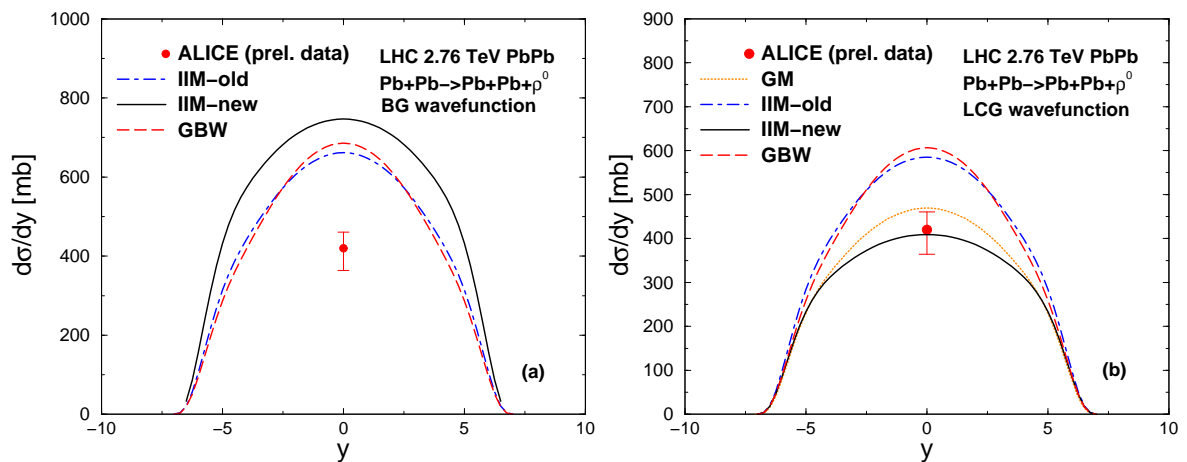 1000
800
600
400
200
0
dσ/dy [mb]
ALICE (prel. data)
IIM−old
IIM−new
GBW
LHC 2.76 TeV PbPb
Pb+Pb−>Pb+Pb+ρ⁰
BG wavefunction
(a)
−10
−5
0
5
10
y
900
800
700
600
500
400
300
200
100
0
dσ/dy [mb]
ALICE (prel. data)
GM
IIM−old
IIM−new
GBW
LHC 2.76 TeV PbPb
Pb+Pb−>Pb+Pb+ρ⁰
LCG wavefunction
(b)
−10
−5
0
5
10
y